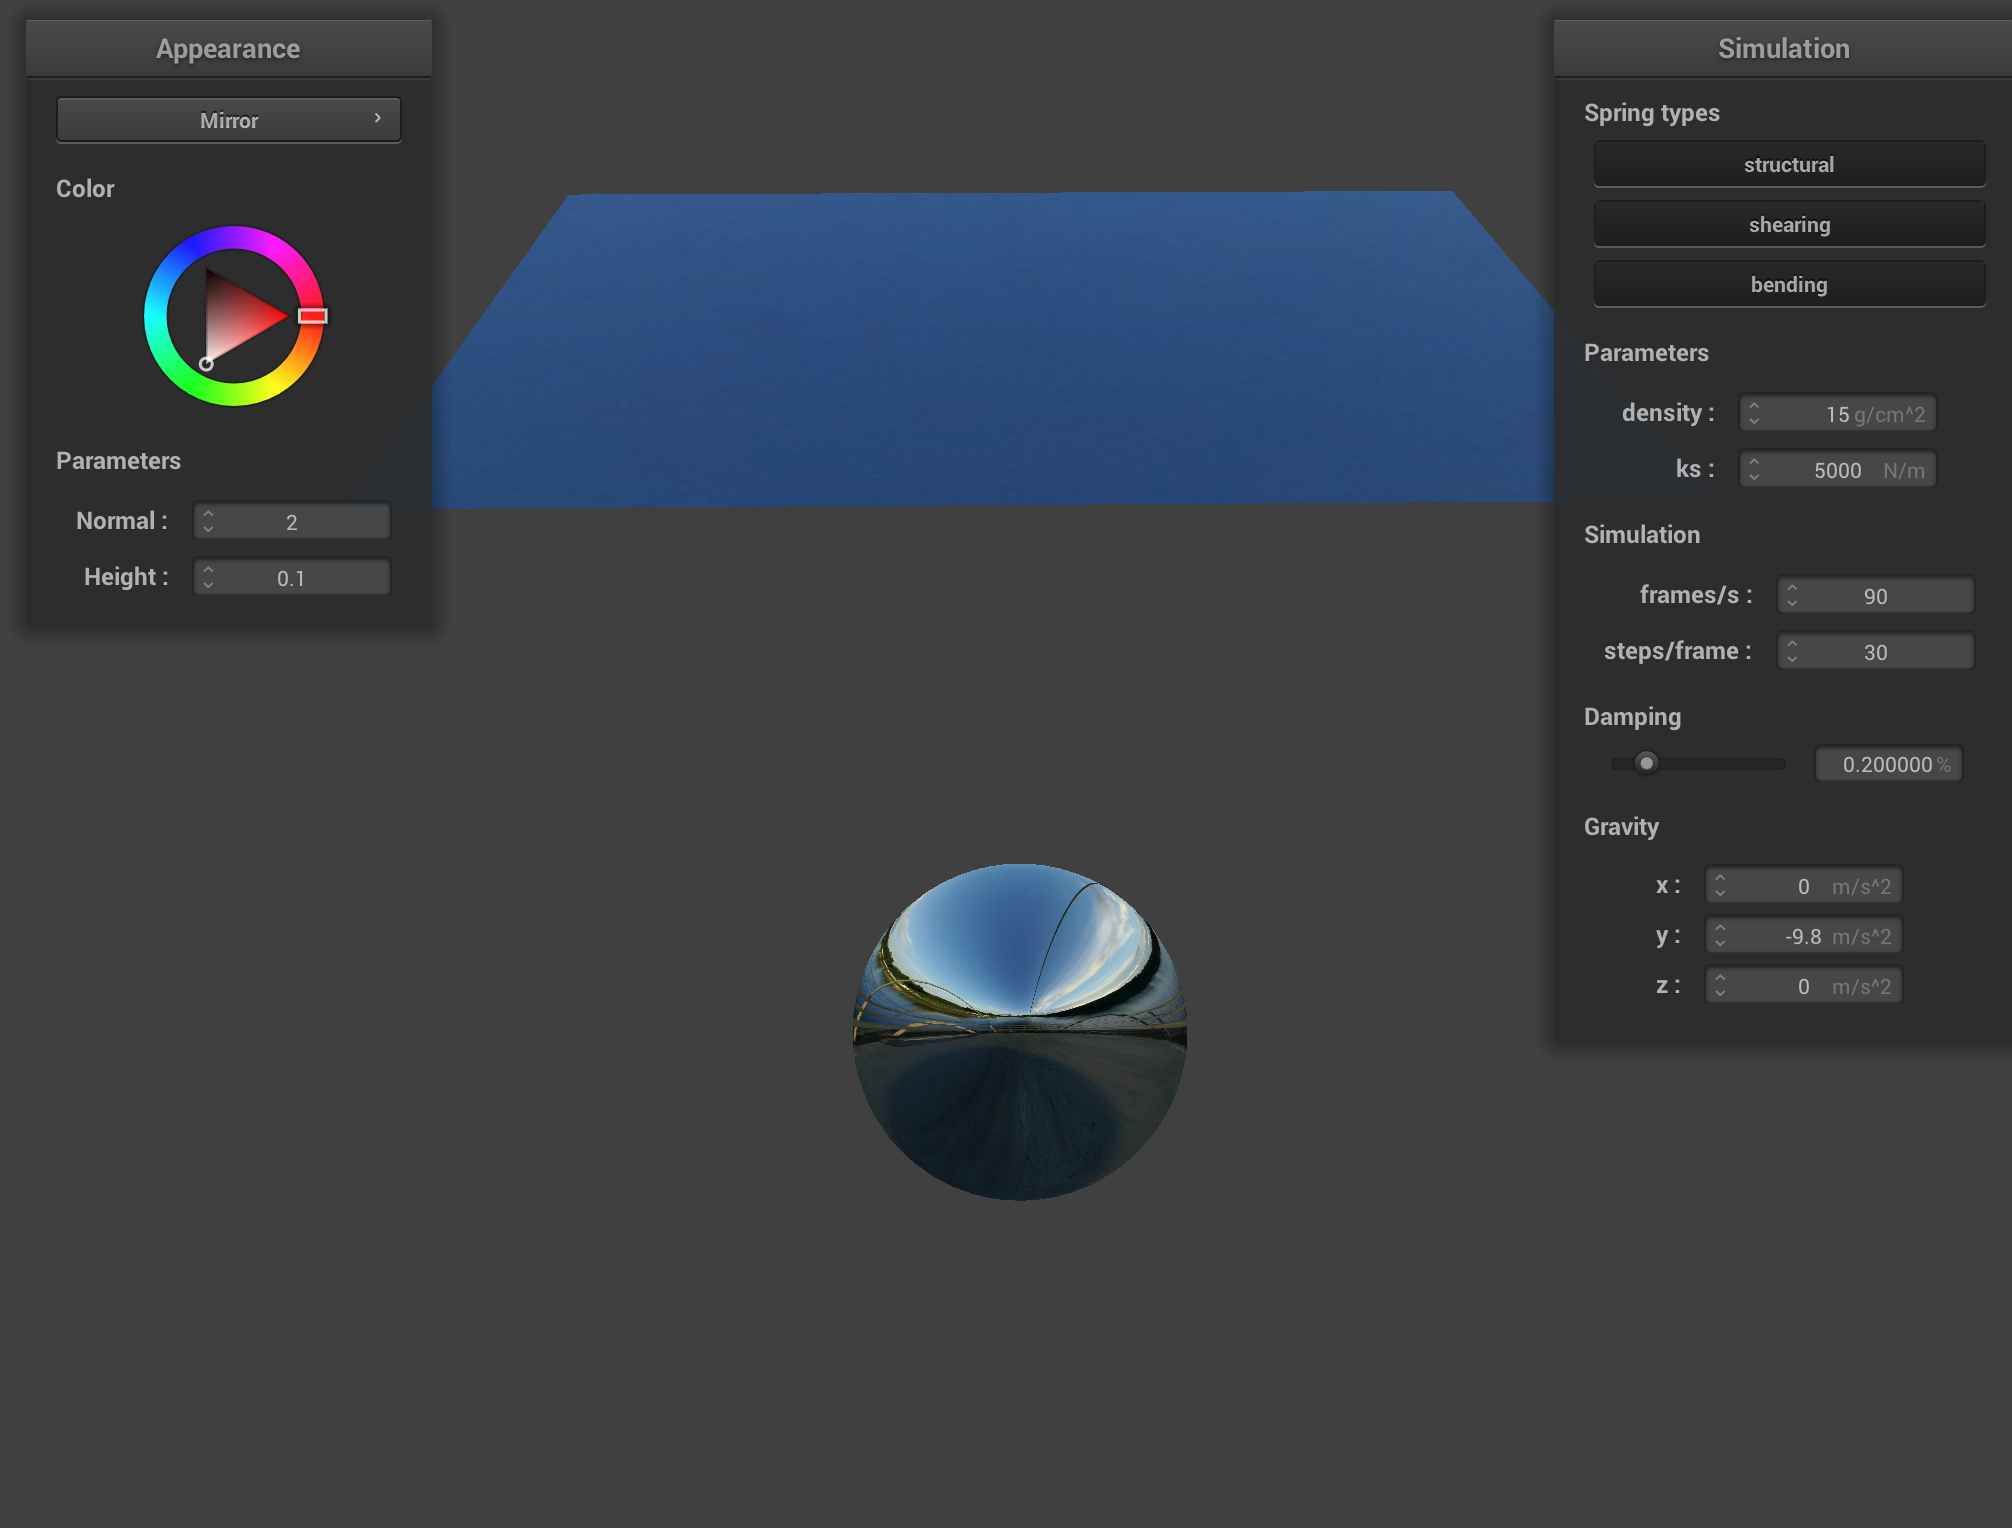 Appearance
Mirror
Color
Parameters
Normal : 2
Height : 0.1
Simulation
Spring types
structural
shearing
bending
Parameters
density : 15 g/cm^2
ks : 5000 N/m
Simulation
frames/s : 90
steps/frame : 30
Damping
0.200000 %
Gravity
x : 0 m/s^2
y : -9.8 m/s^2
z : 0 m/s^2